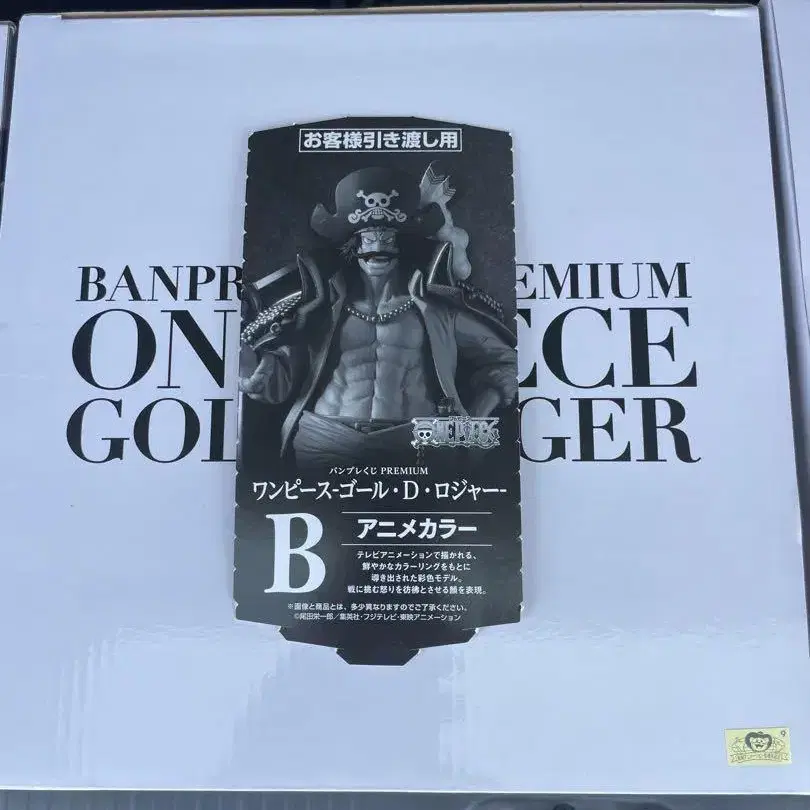 お客様引き渡し用
BANPR EMIUM
ON ECE
GOL GER
ONE PIECE
バンプレくじ PREMIUM
ワンピース-ゴール・D・ロジャー-
B
アニメカラー
テレビアニメーションで描かれる、
鮮やかなカラーリングをもとに
導き出された彩色モデル。
戦に挑む怒りを彷彿とさせる顔を表現。
※画像と商品とは、多少異なりますのでご了承ください。
©尾田栄一郎／集英社・フジテレビ・東映アニメーション